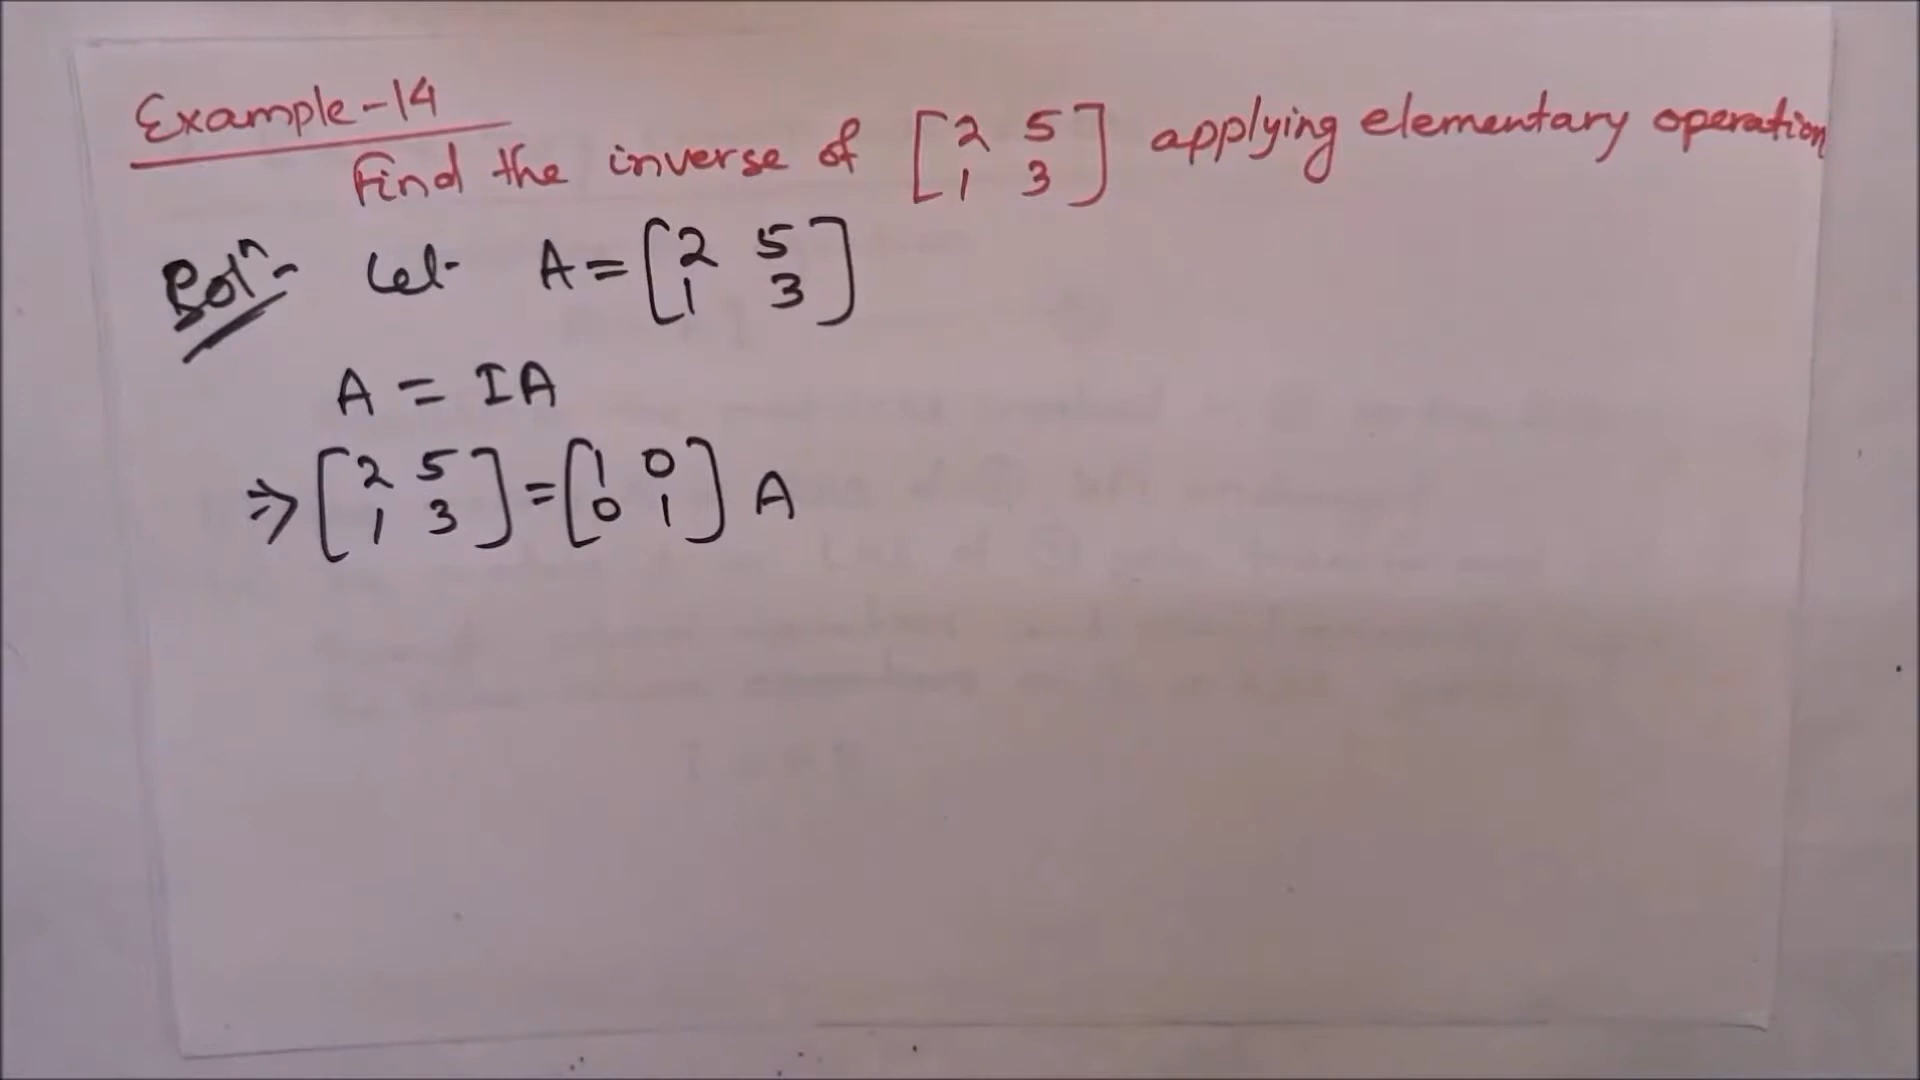 Example-14
Find the inverse of [2 5 applying elementary operation
1 3]
Solⁿ- Let A = [2 5
1 3]
A = IA
⇒ [2 5
1 3] = [1 0
0 1] A